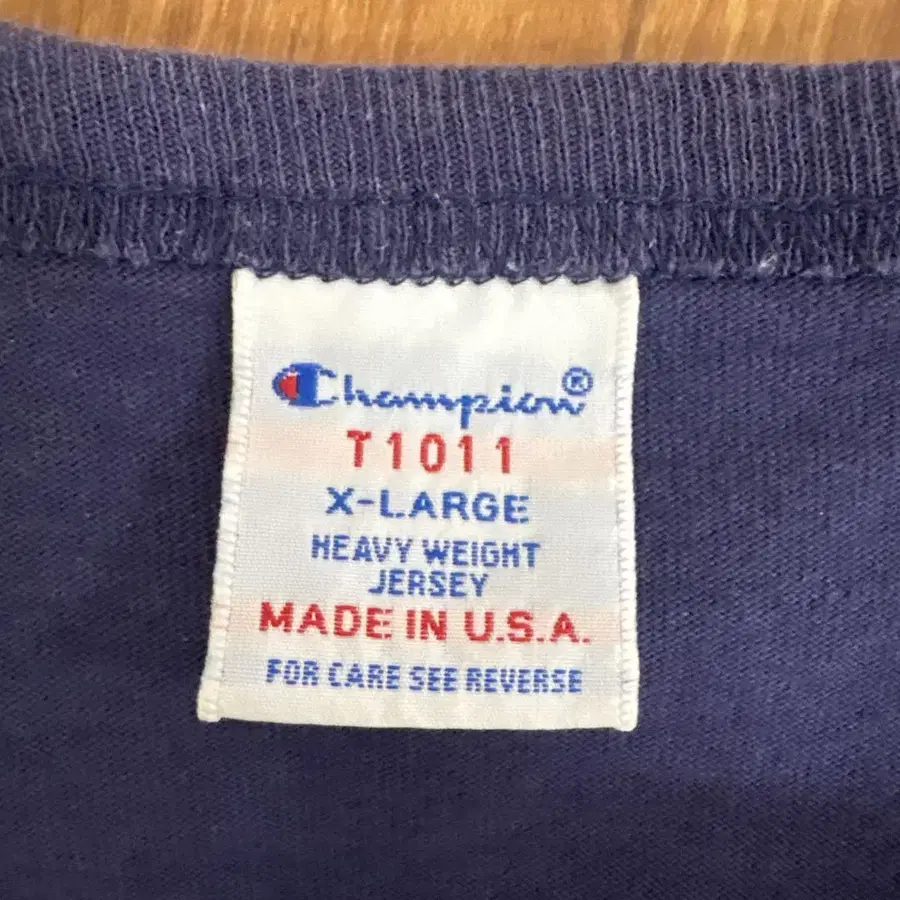 Champion®
T1011
X-LARGE
HEAVY WEIGHT
JERSEY
MADE IN U.S.A.
FOR CARE SEE REVERSE